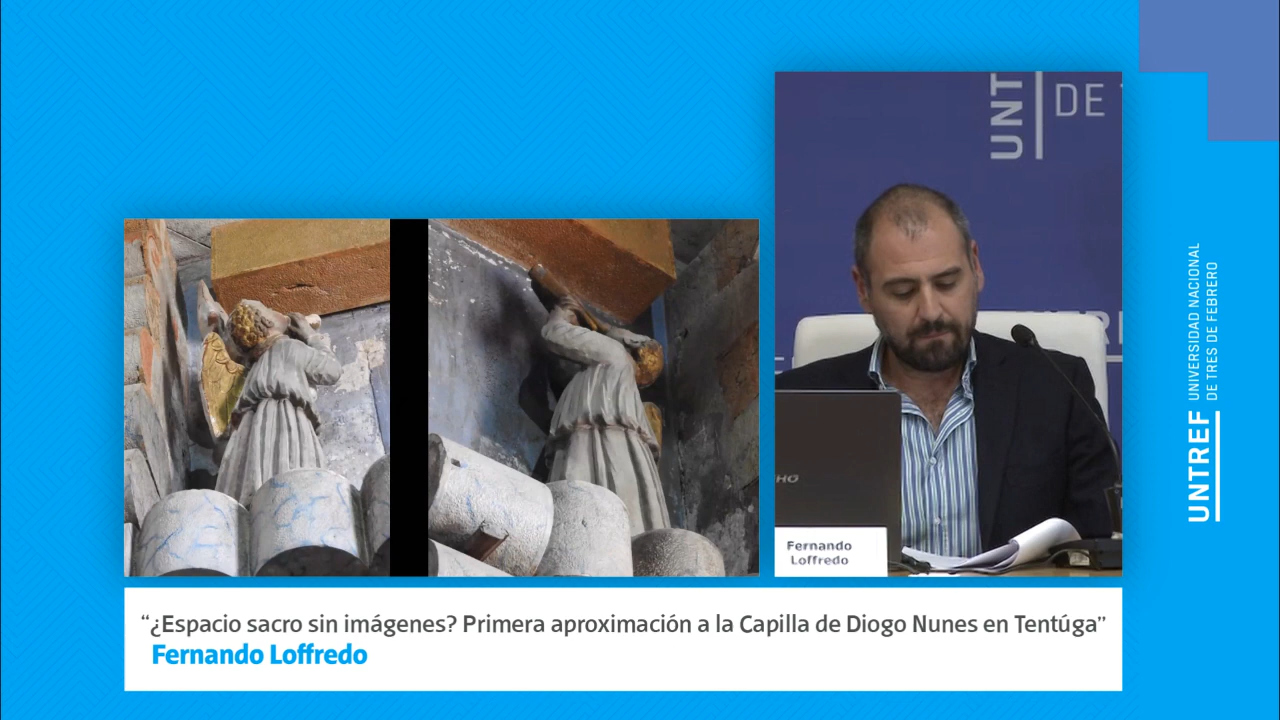 UNT
DE
HO
Fernando
Loffredo
“¿Espacio sacro sin imágenes? Primera aproximación a la Capilla de Diogo Nunes en Tentúga”
Fernando Loffredo
UNTREF
UNIVERSIDAD NACIONAL
DE TRES DE FEBRERO